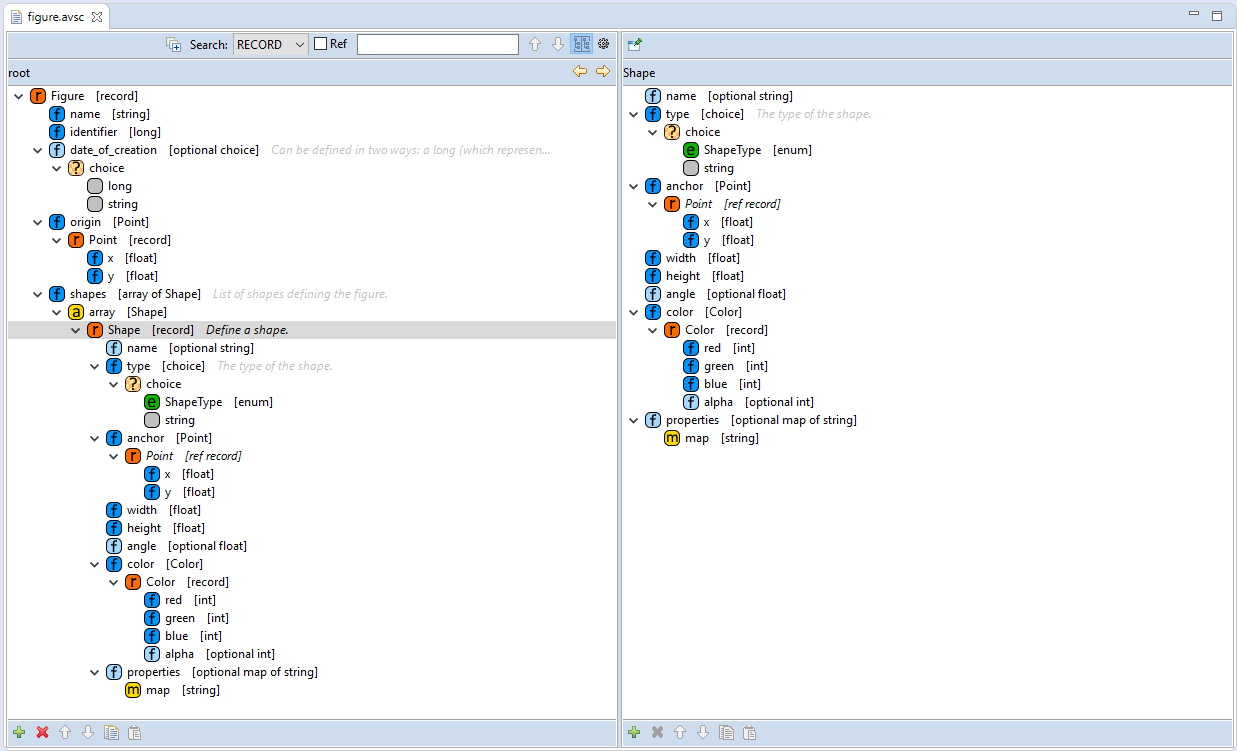 figure.avsc
Search: RECORD Ref
root
r Figure [record]
f name [string]
f identifier [long]
f date_of_creation [optional choice] Can be defined in two ways: a long (which represen...
? choice
long
string
f origin [Point]
r Point [record]
f x [float]
f y [float]
f shapes [array of Shape] List of shapes defining the figure.
a array [Shape]
r Shape [record] Define a shape.
f name [optional string]
f type [choice] The type of the shape.
? choice
e ShapeType [enum]
string
f anchor [Point]
r Point [ref record]
f x [float]
f y [float]
f width [float]
f height [float]
f angle [optional float]
f color [Color]
r Color [record]
f red [int]
f green [int]
f blue [int]
f alpha [optional int]
f properties [optional map of string]
m map [string]
Shape
f name [optional string]
f type [choice] The type of the shape.
? choice
e ShapeType [enum]
string
f anchor [Point]
r Point [ref record]
f x [float]
f y [float]
f width [float]
f height [float]
f angle [optional float]
f color [Color]
r Color [record]
f red [int]
f green [int]
f blue [int]
f alpha [optional int]
f properties [optional map of string]
m map [string]